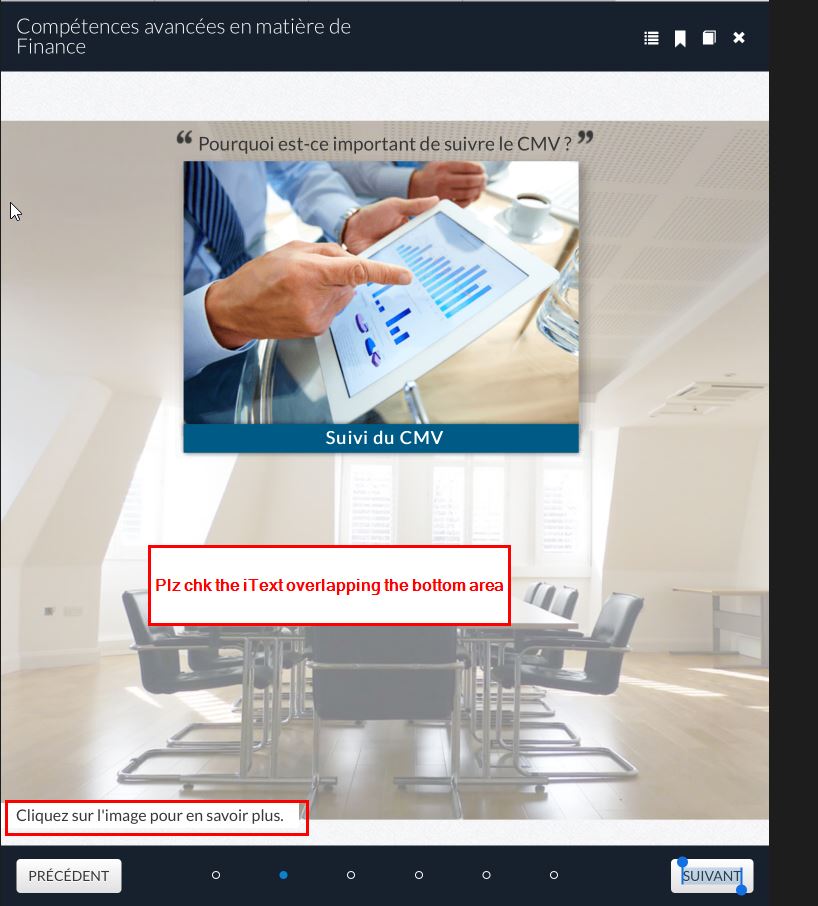 Compétences avancées en matière de
Finance
“ Pourquoi est-ce important de suivre le CMV ? ”
Suivi du CMV
Plz chk the iText overlapping the bottom area
Cliquez sur l'image pour en savoir plus.
PRÉCÉDENT
SUIVANT